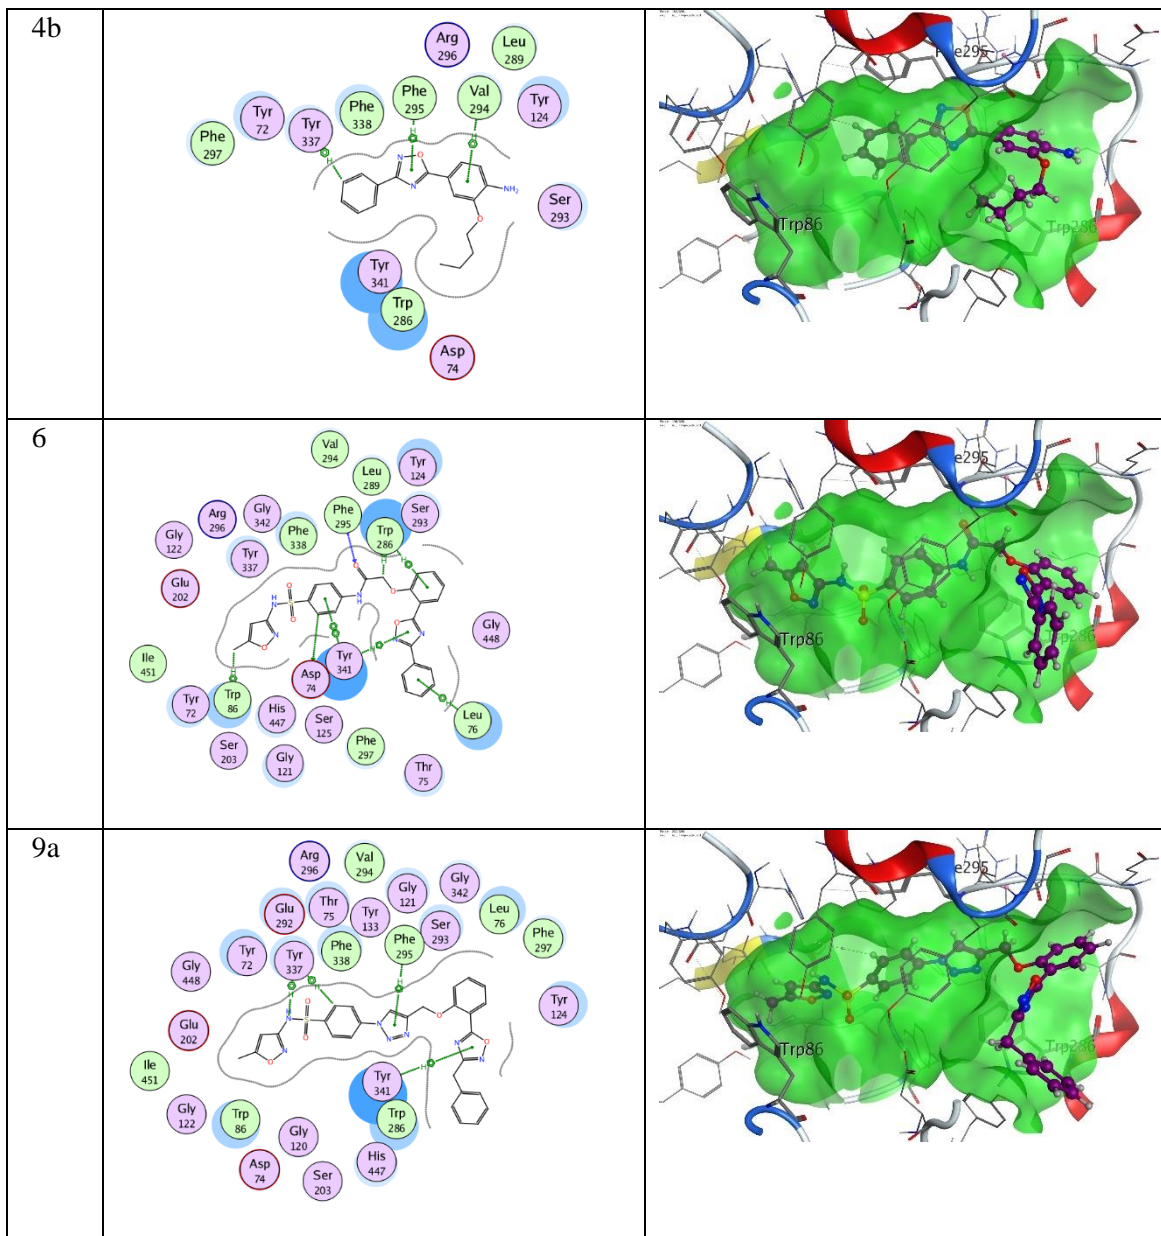 4b
Arg
296
Leu
289
Tyr
72
Tyr
337
Phe
338
Phe
295
Val
294
Tyr
124
Phe
297
Ser
293
Tyr
341
Trp
286
Asp
74
H
H
H
N
O
N
NH₂
O
Phe295
Trp86
Trp286
6
Val
294
Leu
289
Tyr
124
Arg
296
Gly
342
Phe
338
Phe
295
Trp
286
Ser
293
Gly
122
Tyr
337
Glu
202
Gly
448
Ile
451
Tyr
72
Trp
86
Asp
74
Tyr
341
Leu
76
His
447
Ser
125
Ser
203
Gly
121
Phe
297
Thr
75
e295
Trp86
Trp286
9a
Arg
296
Val
294
Glu
292
Thr
75
Tyr
133
Gly
121
Gly
342
Leu
76
Tyr
72
Tyr
337
Phe
338
Phe
295
Ser
293
Phe
297
Gly
448
Tyr
124
Glu
202
Ile
451
Tyr
341
Gly
122
Trp
86
Gly
120
Trp
286
Asp
74
Ser
203
His
447
e295
Trp86
Trp286